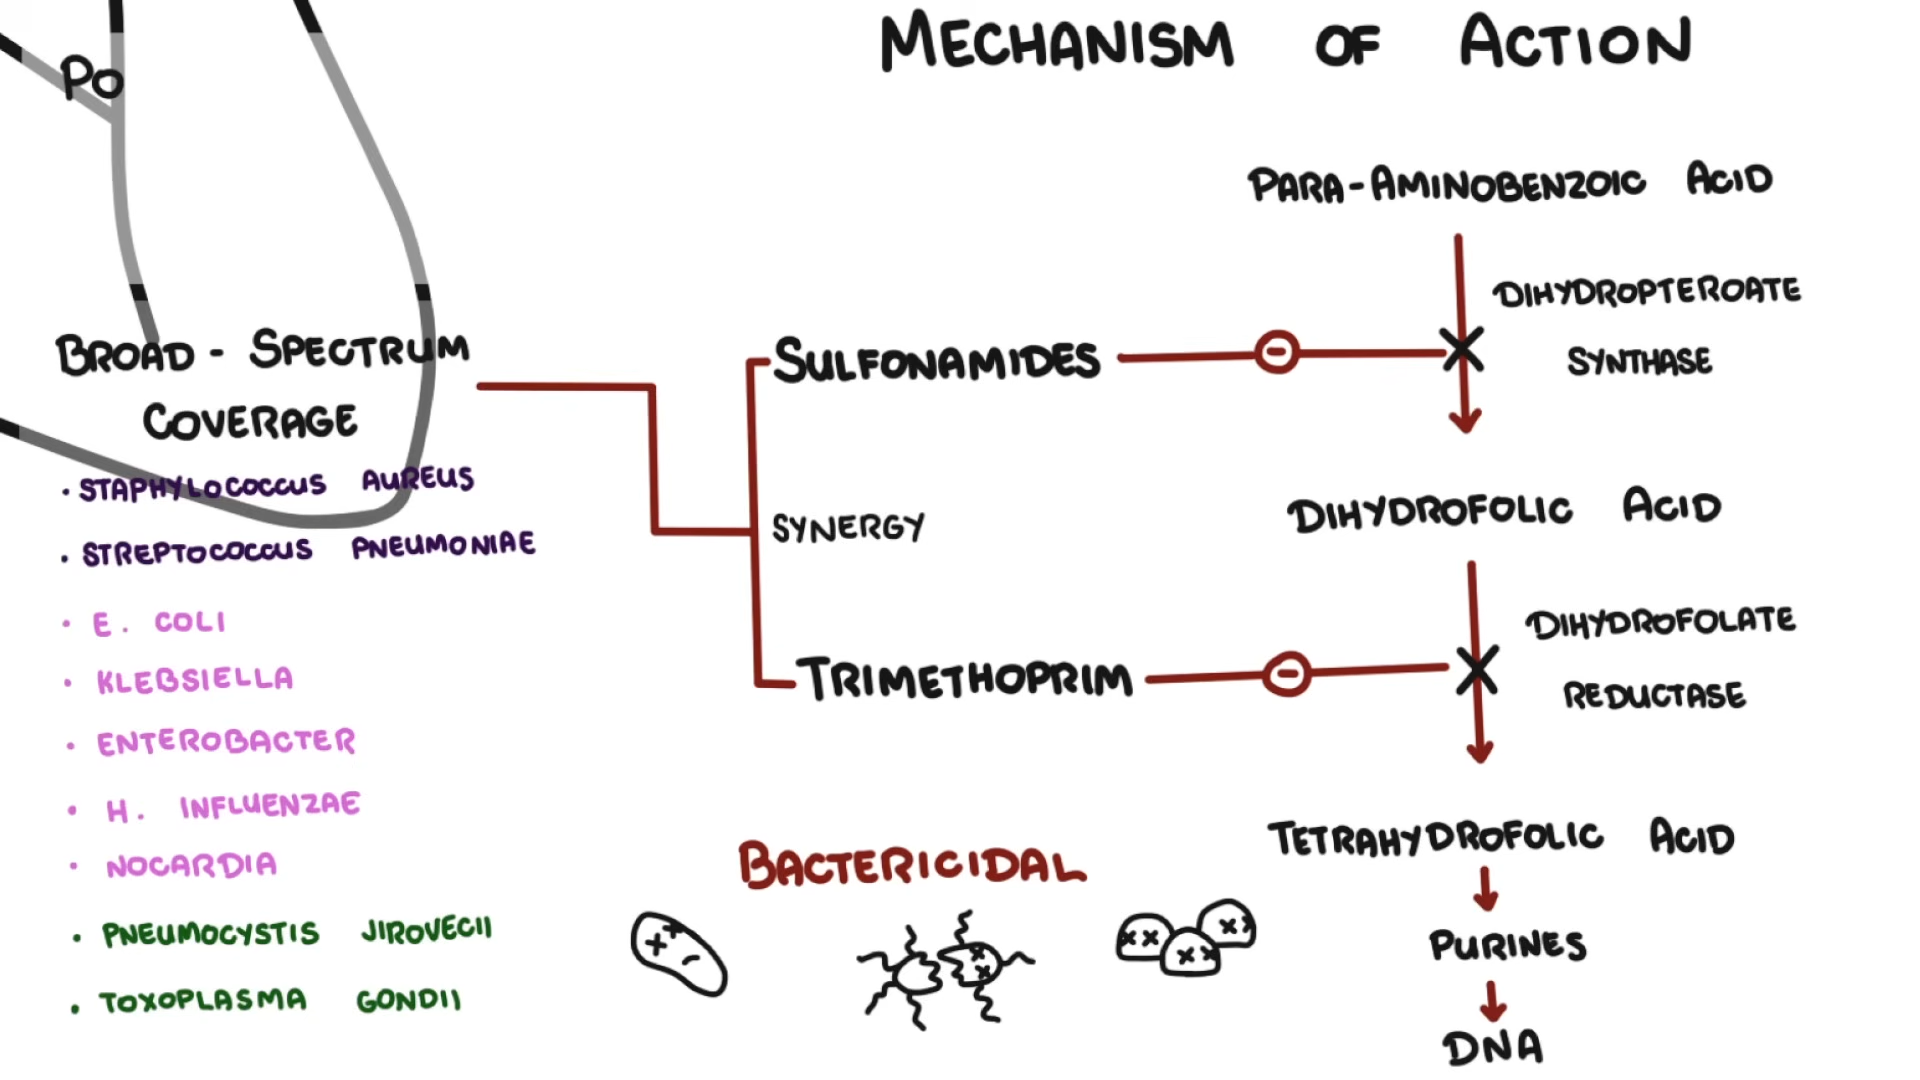 MECHANISM OF ACTION
PO
PARA-AMINOBENZOIC ACID
DIHYDROPTEROATE
SYNTHASE
BROAD - SPECTRUM
COVERAGE
• STAPHYLOCOCCUS AUREUS
• STREPTOCOCCUS PNEUMONIAE
• E. COLI
• KLEBSIELLA
• ENTEROBACTER
• H. INFLUENZAE
• NOCARDIA
• PNEUMOCYSTIS JIROVECII
• TOXOPLASMA GONDII
SULFONAMIDES
SYNERGY
TRIMETHOPRIM
DIHYDROFOLIC ACID
DIHYDROFOLATE
REDUCTASE
TETRAHYDROFOLIC ACID
PURINES
DNA
BACTERICIDAL